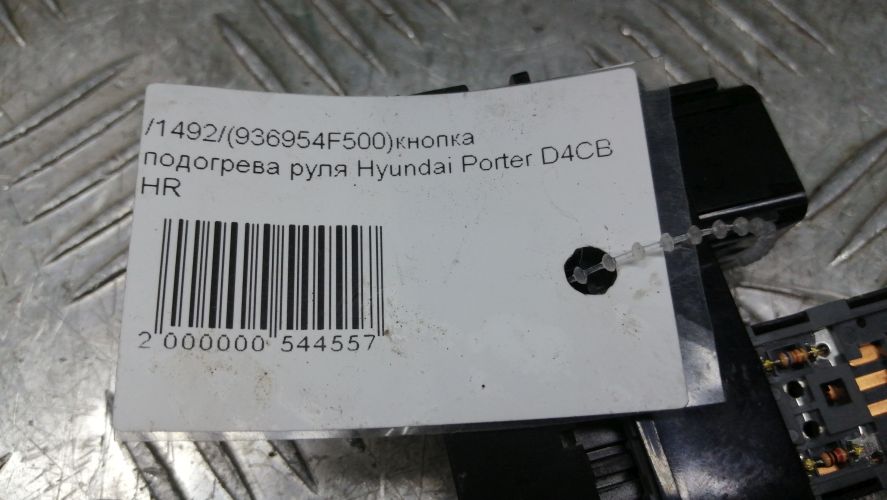 /1492/(936954F500)кнопка
подогрева руля Hyundai Porter D4CB
HR
2 000000 544557